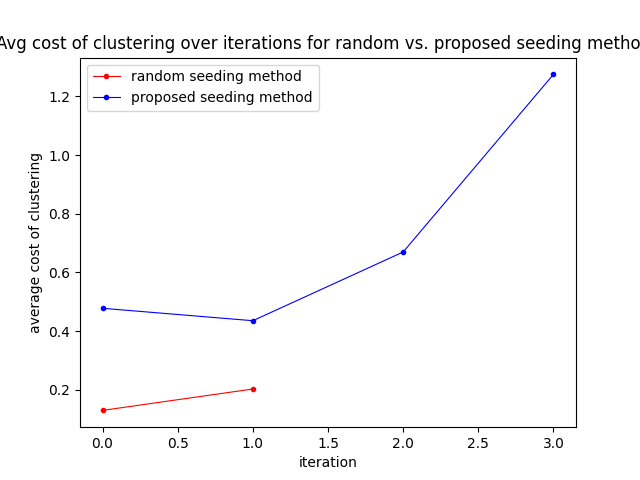 Avg cost of clustering over iterations for random vs. proposed seeding metho
random seeding method
proposed seeding method
average cost of clustering
1.2
1.0
0.8
0.6
0.4
0.2
0.0 0.5 1.0 1.5 2.0 2.5 3.0
iteration